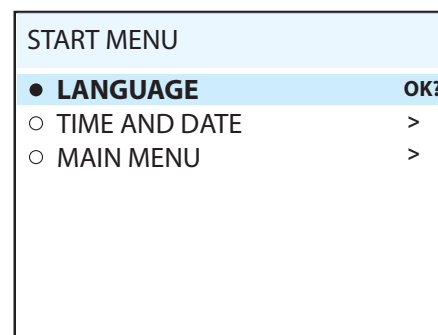 START MENU
LANGUAGE OK?
TIME AND DATE >
MAIN MENU >